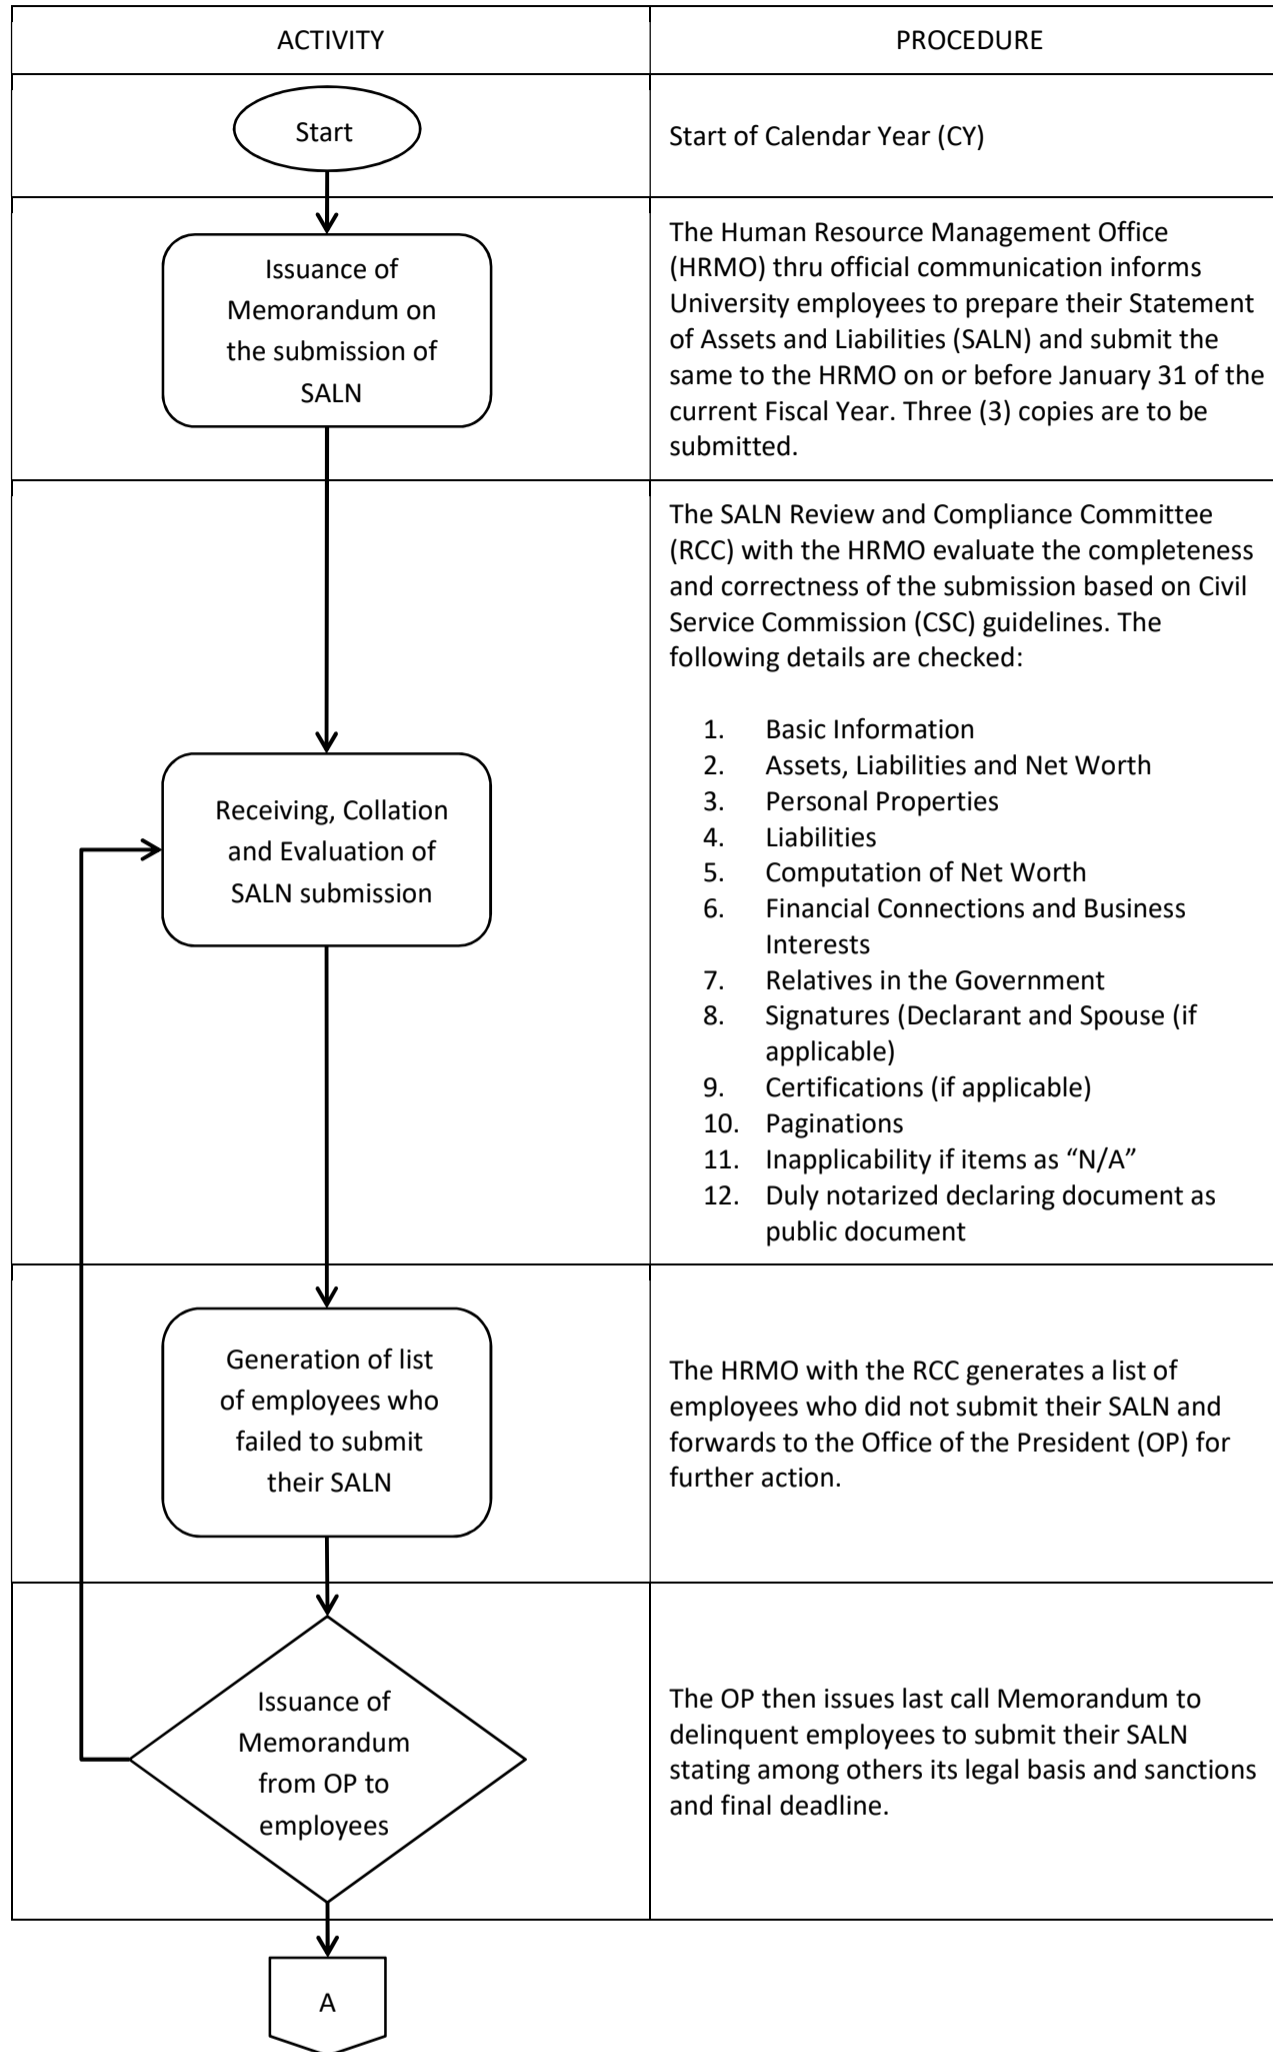 ACTIVITY
PROCEDURE
Start
Start of Calendar Year (CY)
Issuance of
Memorandum on
the submission of
SALN
The Human Resource Management Office
(HRMO) thru official communication informs
University employees to prepare their Statement
of Assets and Liabilities (SALN) and submit the
same to the HRMO on or before January 31 of the
current Fiscal Year. Three (3) copies are to be
submitted.
Receiving, Collation
and Evaluation of
SALN submission
The SALN Review and Compliance Committee
(RCC) with the HRMO evaluate the completeness
and correctness of the submission based on Civil
Service Commission (CSC) guidelines. The
following details are checked:
1. Basic Information
2. Assets, Liabilities and Net Worth
3. Personal Properties
4. Liabilities
5. Computation of Net Worth
6. Financial Connections and Business
Interests
7. Relatives in the Government
8. Signatures (Declarant and Spouse (if
applicable)
9. Certifications (if applicable)
10. Paginations
11. Inapplicability if items as “N/A”
12. Duly notarized declaring document as
public document
Generation of list
of employees who
failed to submit
their SALN
The HRMO with the RCC generates a list of
employees who did not submit their SALN and
forwards to the Office of the President (OP) for
further action.
Issuance of
Memorandum
from OP to
employees
The OP then issues last call Memorandum to
delinquent employees to submit their SALN
stating among others its legal basis and sanctions
and final deadline.
A